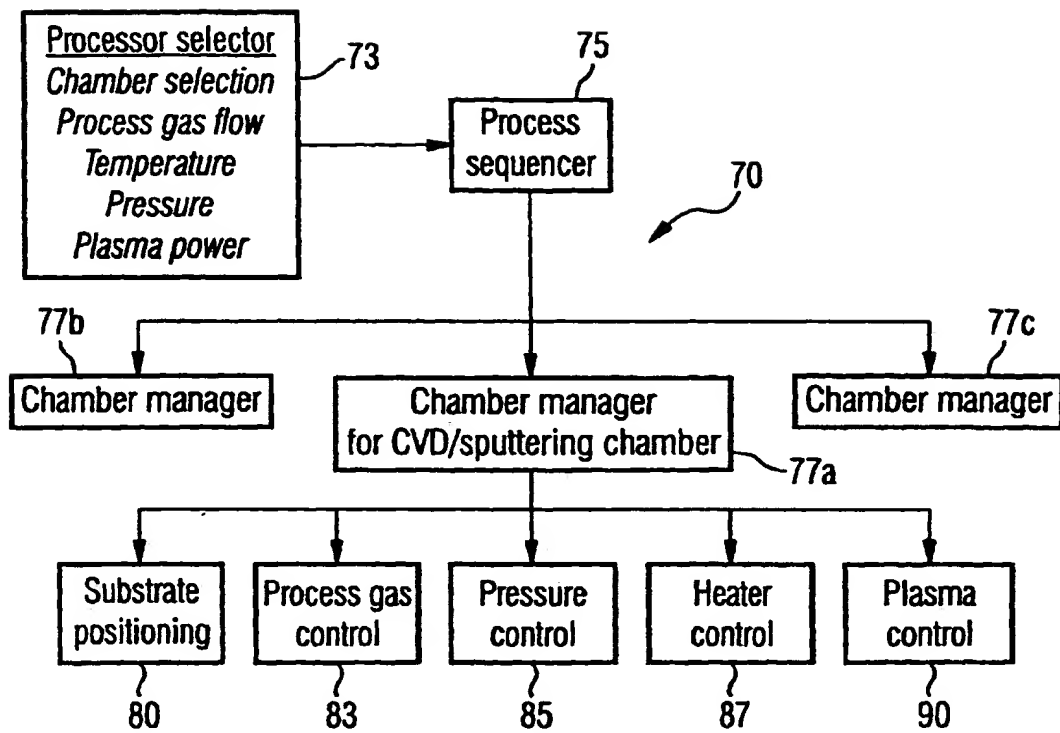 Processor selector
Chamber selection
Process gas flow
Temperature
Pressure
Plasma power
73
75
Process
sequencer
70
77b
Chamber manager
Chamber manager
for CVD/sputtering chamber
77a
77c
Chamber manager
Substrate
positioning
80
Process gas
control
83
Pressure
control
85
Heater
control
87
Plasma
control
90